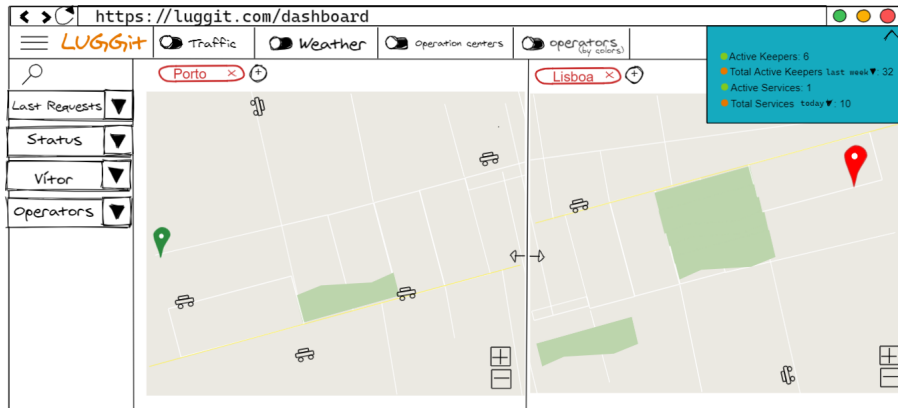 https://luggit.com/dashboard
LUGGit
Traffic
Weather
Operation centers
operators
(by colors)
Active Keepers: 6
Total Active Keepers last week▼: 32
Active Services: 1
Total Services today▼: 10
Porto ×
Lisboa ×
Last Requests
Status
Vítor
Operators